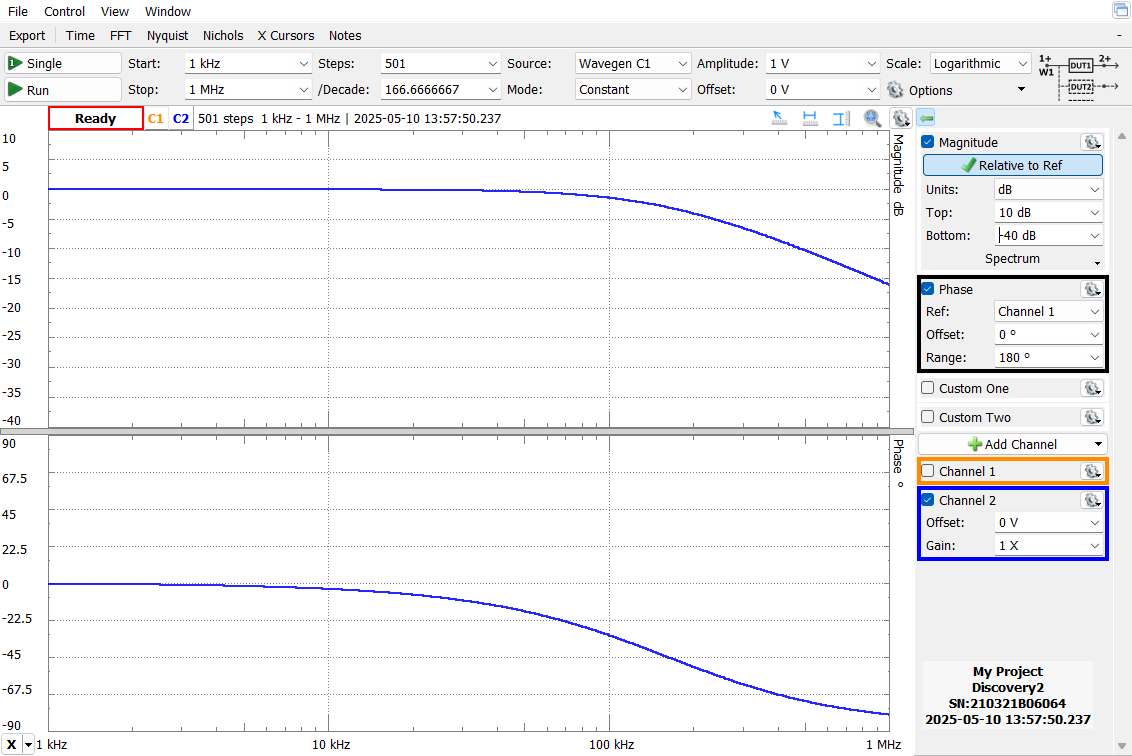 File Control View Window
Export Time FFT Nyquist Nichols X Cursors Notes -
1 Single Start: 1 kHz Steps: 501 Source: Wavegen C1 Amplitude: 1 V Scale: Logarithmic 1+ DUT1 2+
W1
Run Stop: 1 MHz /Decade: 166.6666667 Mode: Constant Offset: 0 V Options DUT2
Ready C1 C2 501 steps 1 kHz - 1 MHz | 2025-05-10 13:57:50.237
10
5
0
-5
-10
-15
-20
-25
-30
-35
-40
Magnitude dB
90
67.5
45
22.5
0
-22.5
-45
-67.5
-90
Phase °
X 1 kHz 10 kHz 100 kHz 1 MHz
Magnitude
Relative to Ref
Units: dB
Top: 10 dB
Bottom: -40 dB
Spectrum
Phase
Ref: Channel 1
Offset: 0 °
Range: 180 °
Custom One
Custom Two
Add Channel
Channel 1
Channel 2
Offset: 0 V
Gain: 1 X
My Project
Discovery2
SN:210321B06064
2025-05-10 13:57:50.237